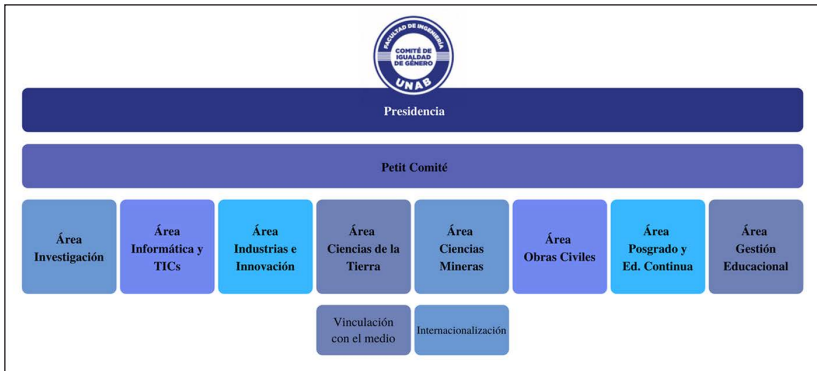 FACULTAD DE INGENIERÍA
COMITÉ DE
IGUALDAD
DE GÉNERO
UNAB
Presidencia
Petit Comité
Área
Investigación
Área
Informática y
TICs
Área
Industrias e
Innovación
Área
Ciencias de la
Tierra
Área
Ciencias
Mineras
Área
Obras Civiles
Área
Posgrado y
Ed. Continua
Área
Gestión
Educacional
Vinculación
con el medio
Internacionalización